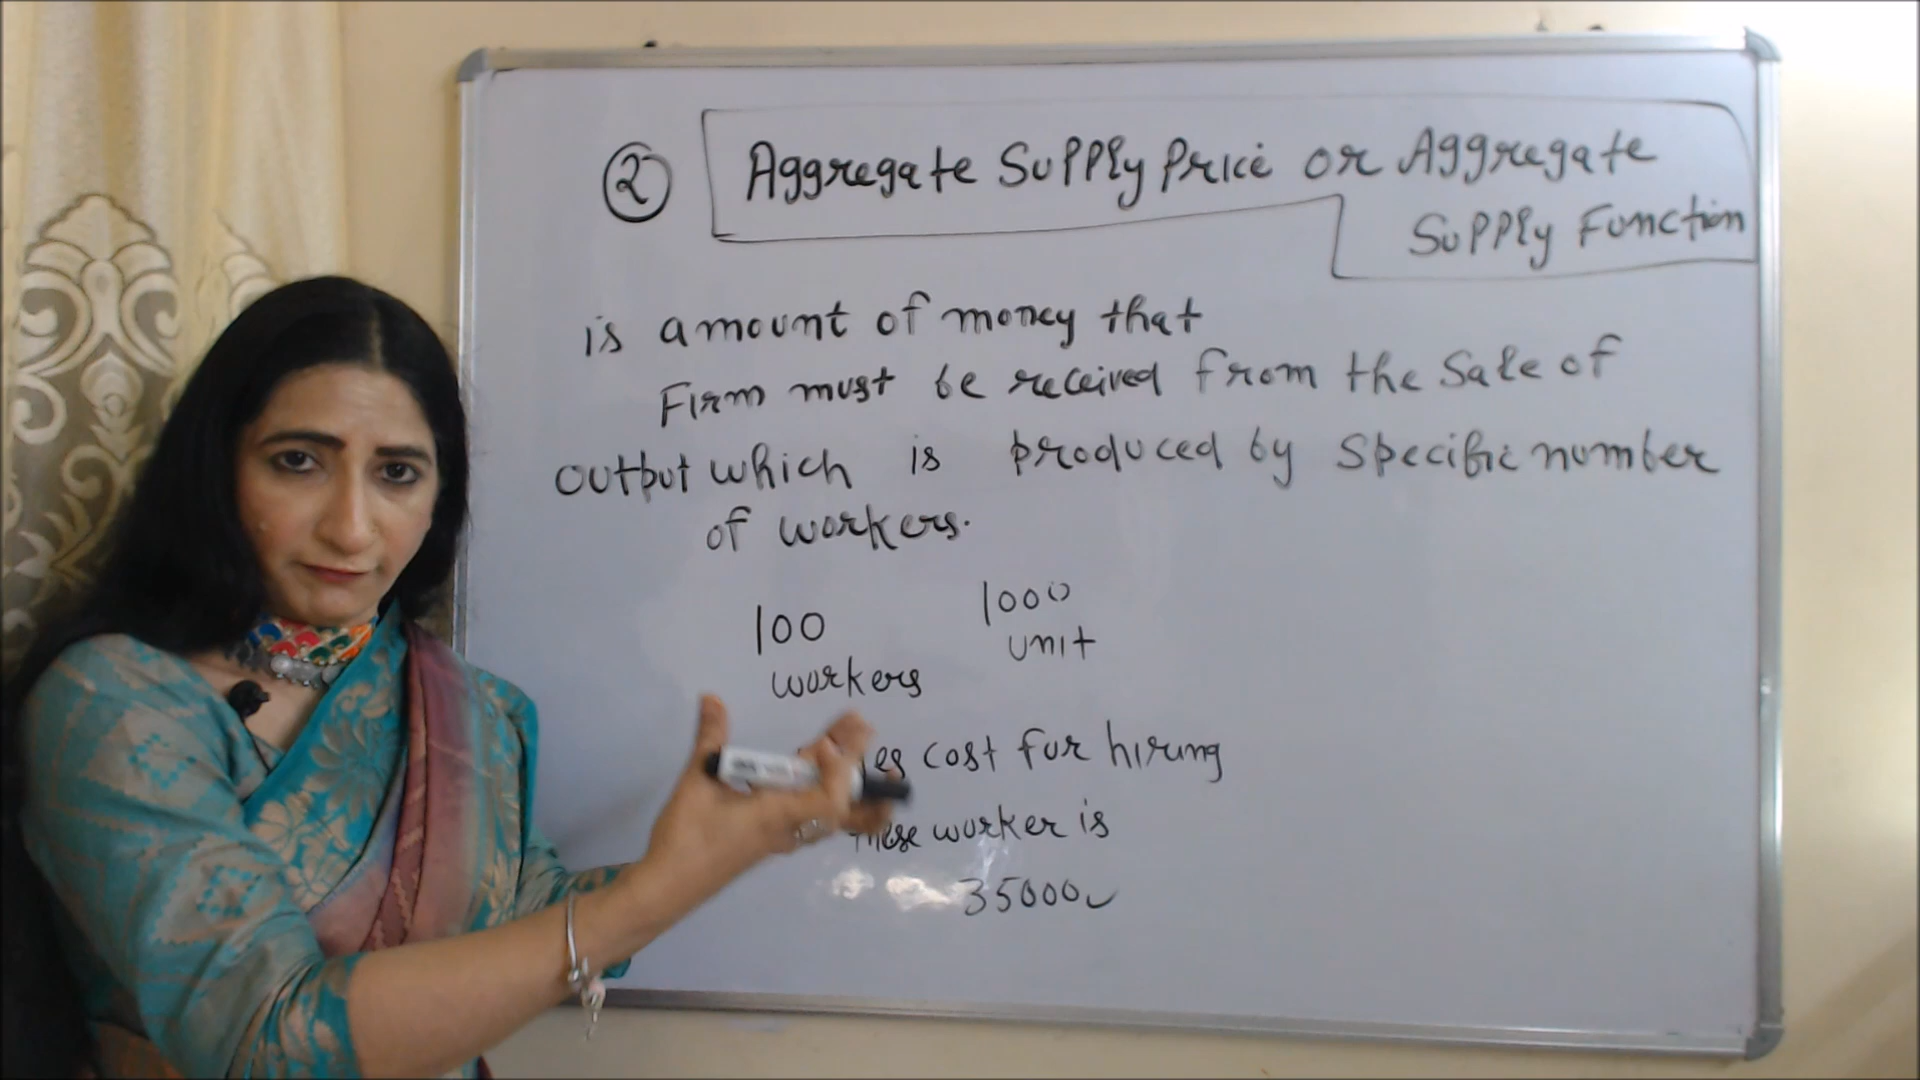 2 Aggregate Supply Price or Aggregate
Supply Function
is amount of money that
Firm must be received from the Sale of
output which is produced by specific number
of workers.
100 1000
workers unit
cost for hiring
these worker is
35000